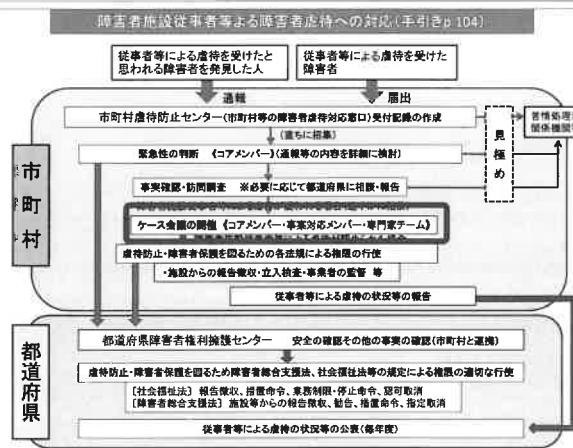 障害者施設従事者等による障害者虐待への対応(手引きp 104)
従事者等による虐待を受けたと
思われる障害者を発見した人
従事者等による虐待を受けた
障害者
通報
届出
市町村虐待防止センター(市町村等の障害者虐待対応窓口)受付記録の作成
(直ちに招集)
緊急性の判断 《コアメンバー》(通報等の内容を詳細に検討)
見極め
苦情処理
関係機関
市町村
事実確認・訪問調査 ※必要に応じて都道府県に相談・報告
ケース会議の開催《コアメンバー・事案対応メンバー・専門家チーム》
虐待防止・障害者保護を図るための各法規による権限の行使
・施設からの報告徴収・立入検査・事業者の監督 等
従事者等による虐待の状況等の報告
都道府県
都道府県障害者権利擁護センター 安全の確認その他の事実の確認(市町村と連携)
虐待防止・障害者保護を図るため障害者総合支援法、社会福祉法等の規定による権限の適切な行使
[社会福祉法] 報告徴収、措置命令、業務制限・停止命令、認可取消
[障害者総合支援法] 施設等からの報告徴収、勧告、措置命令、指定取消
従事者等による虐待の状況等の公表(毎年度)